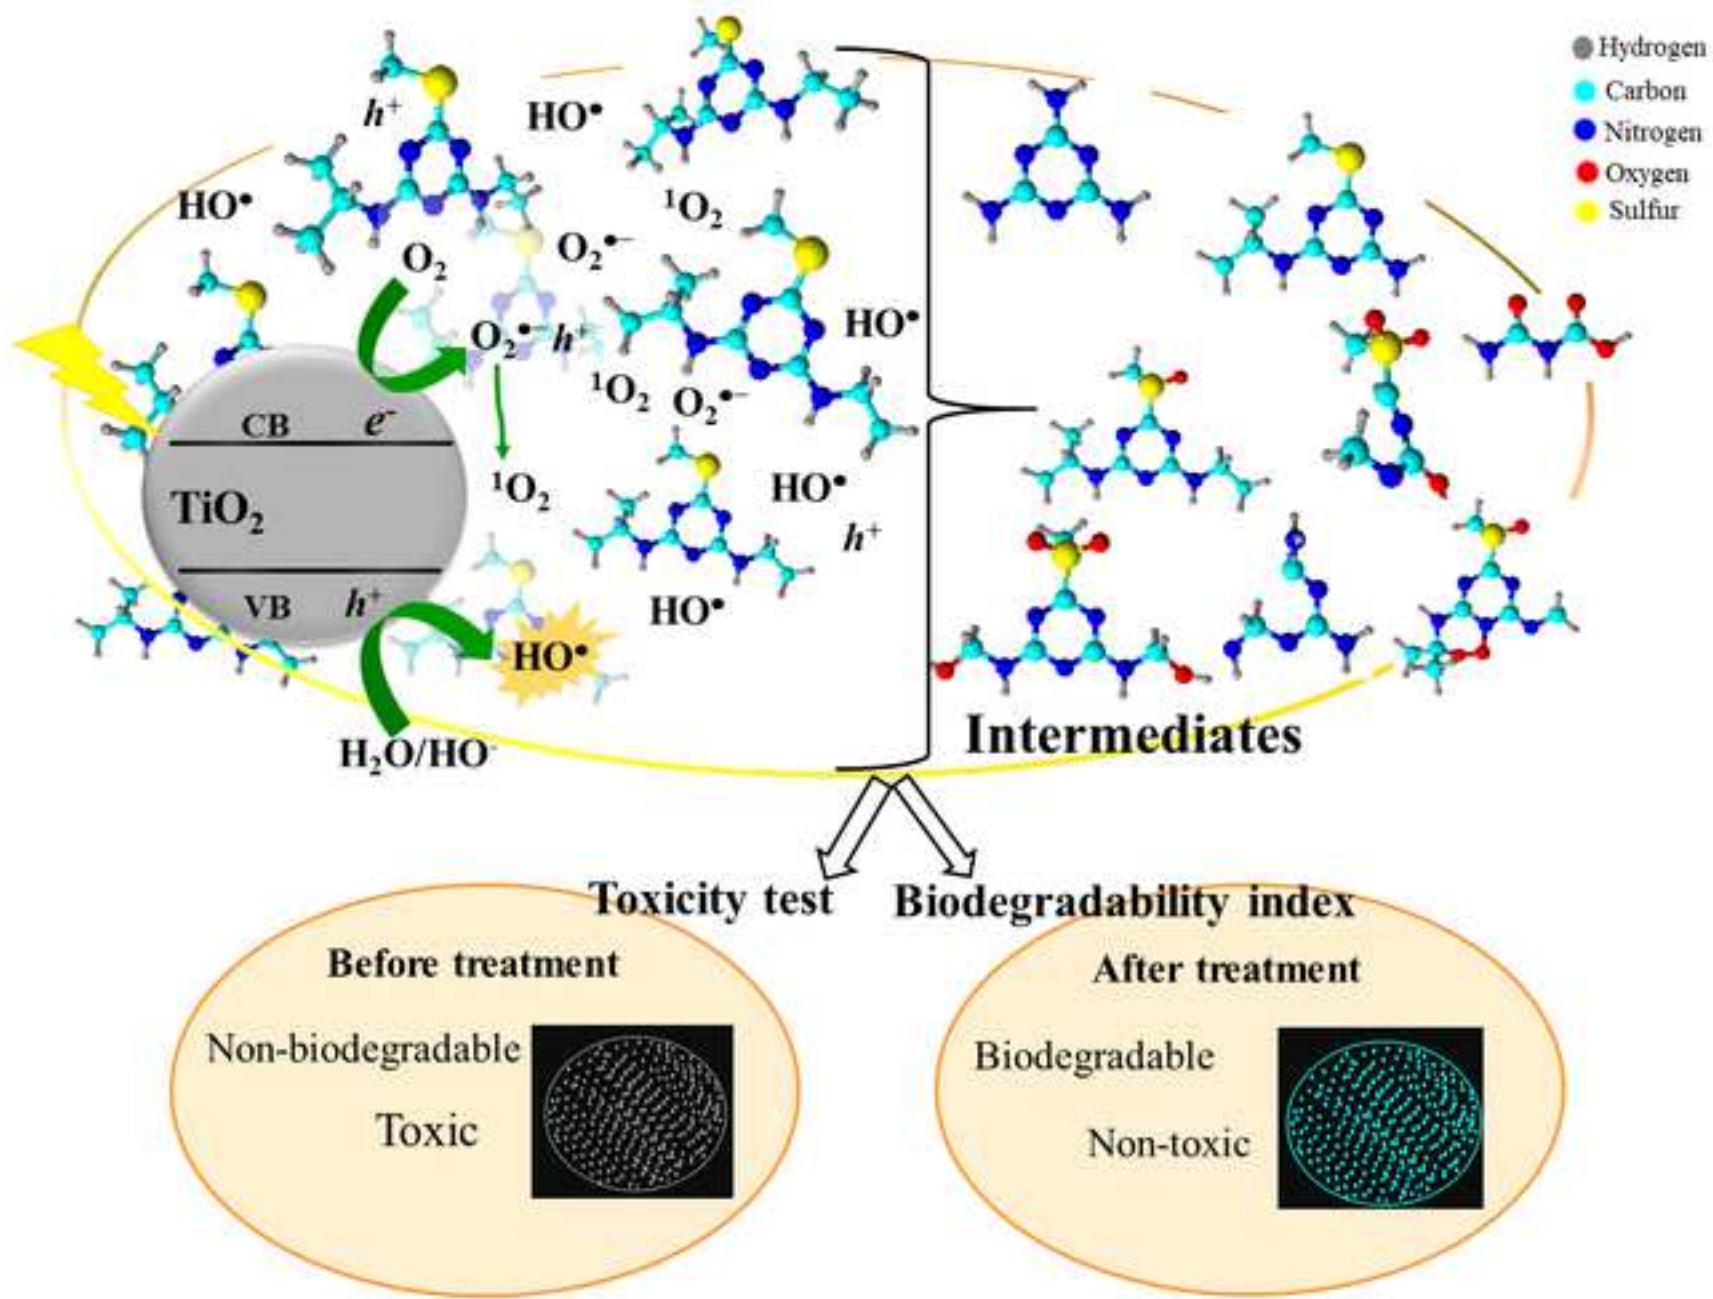 Hydrogen
Carbon
Nitrogen
Oxygen
Sulfur
h⁺
HO•
HO•
¹O₂
O₂
O₂•−
O₂•− h⁺
HO•
¹O₂ O₂•−
CB e⁻
TiO₂
¹O₂
HO•
h⁺
VB h⁺
HO•
HO•
H₂O/HO⁻
Intermediates
Toxicity test
Biodegradability index
Before treatment
Non-biodegradable
Toxic
After treatment
Biodegradable
Non-toxic